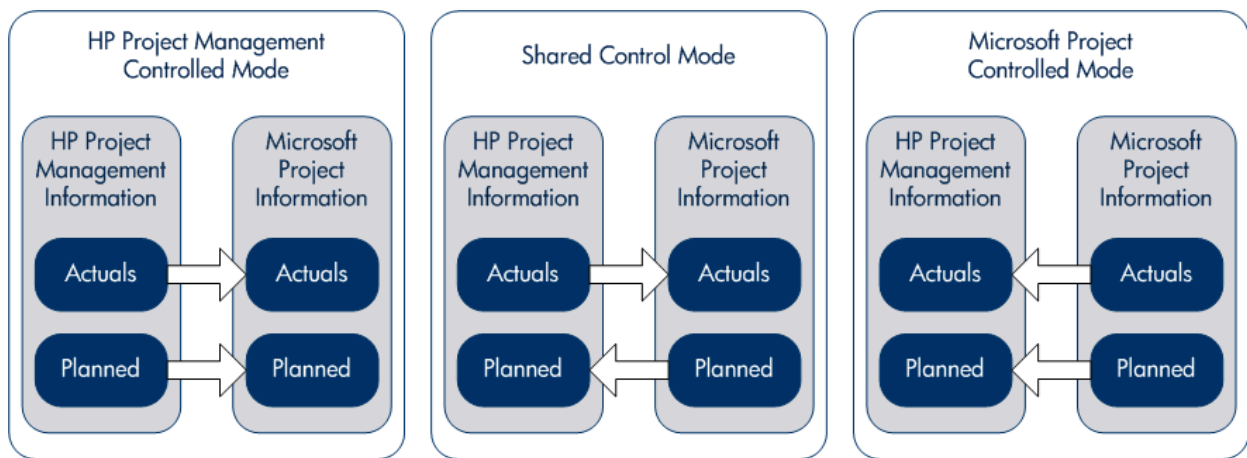 HP Project Management
Controlled Mode
HP Project
Management
Information
Microsoft
Project
Information
Actuals
Actuals
Planned
Planned
Shared Control Mode
HP Project
Management
Information
Microsoft
Project
Information
Actuals
Actuals
Planned
Planned
Microsoft Project
Controlled Mode
HP Project
Management
Information
Microsoft
Project
Information
Actuals
Actuals
Planned
Planned